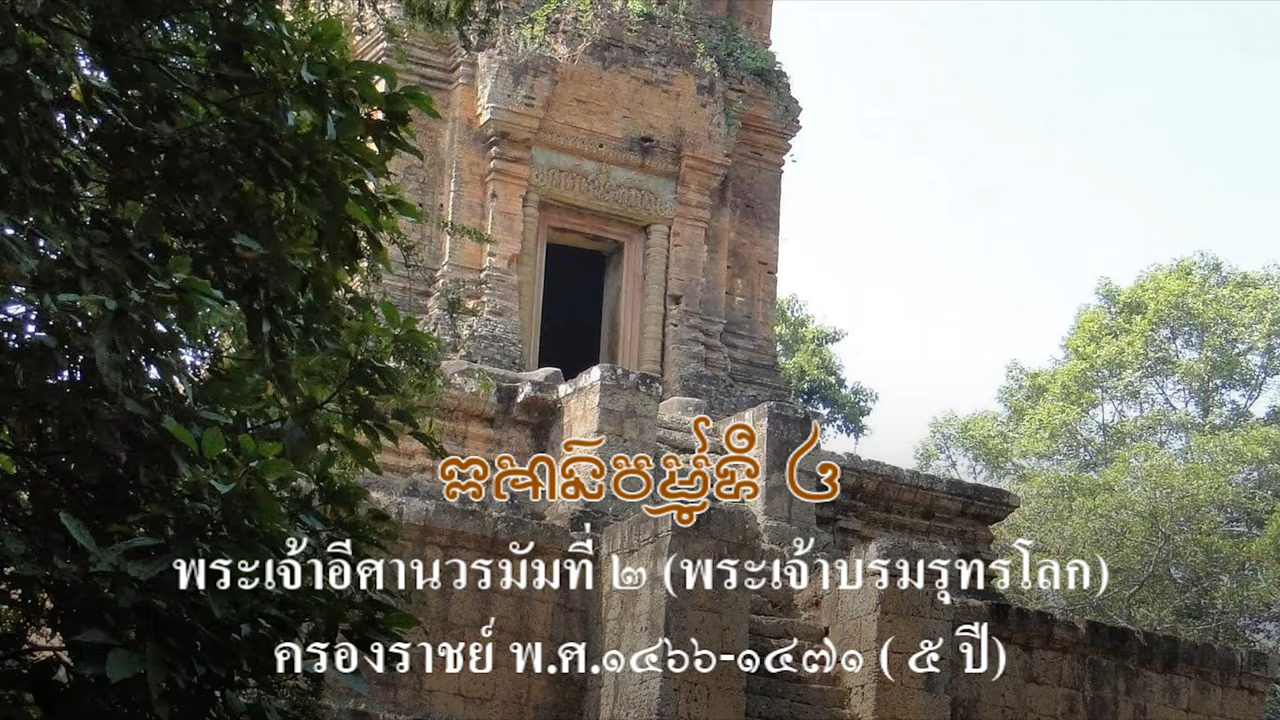 พระเจ้าอีศานวรมัมที่ ๒ (พระเจ้าบรมรุทรโลก)
ครองราชย์ พ.ศ.๑๔๖๖-๑๔๗๑ ( ๕ ปี)